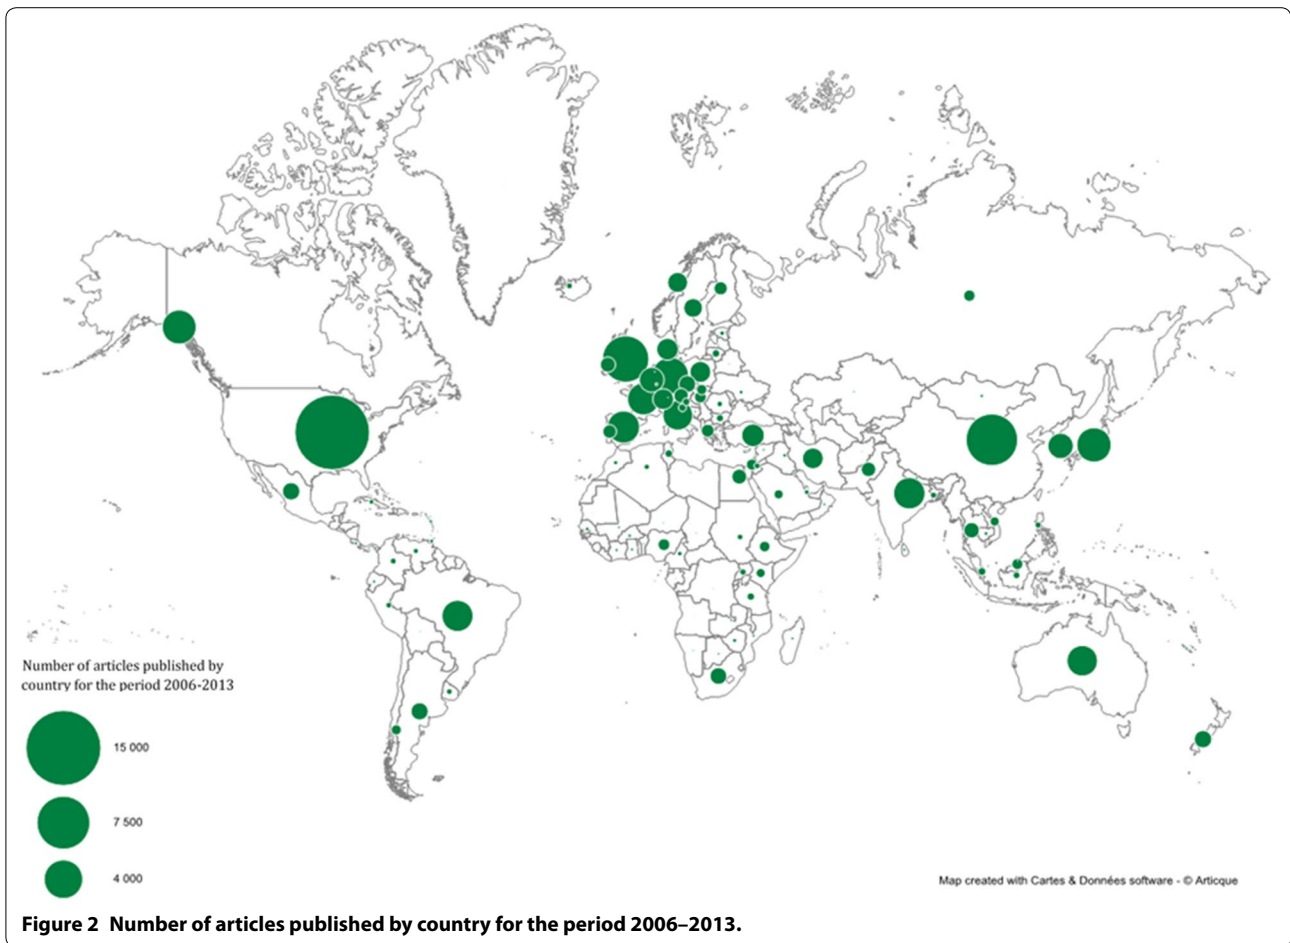 Number of articles published by
country for the period 2006-2013
15 000
7 500
4 000
Map created with Cartes & Données software - © Articque
Figure 2 Number of articles published by country for the period 2006–2013.